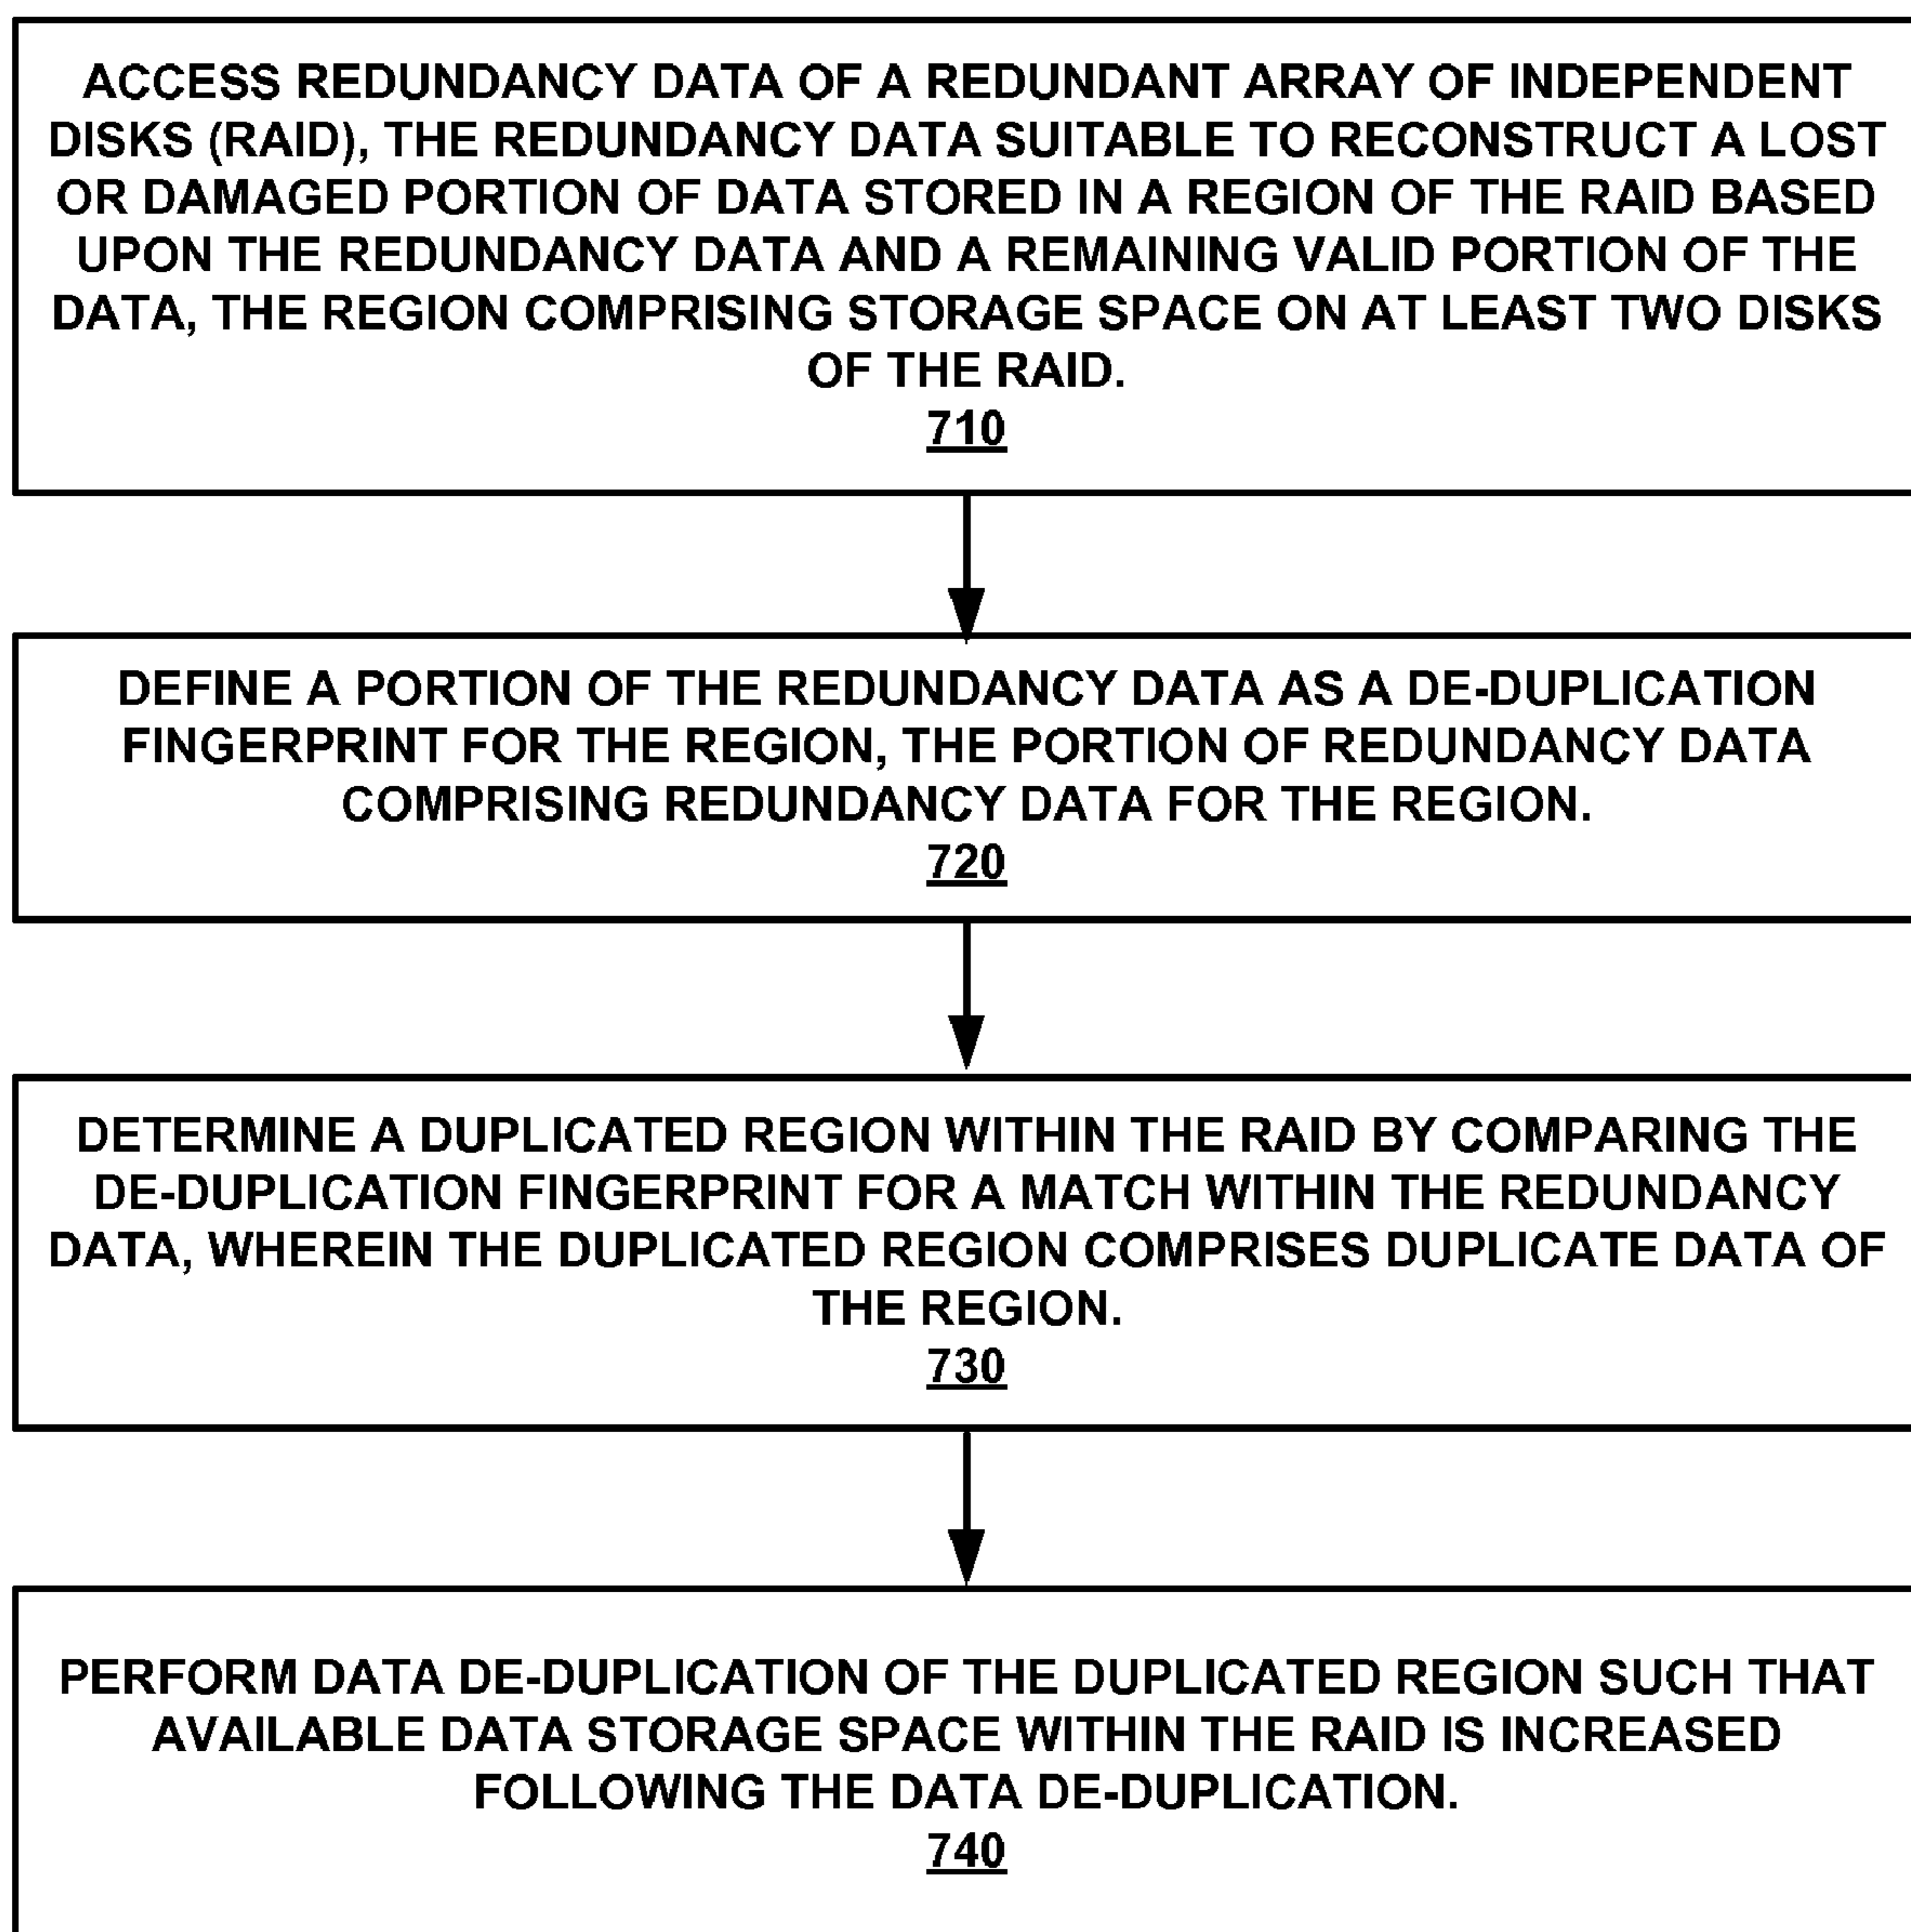 ACCESS REDUNDANCY DATA OF A REDUNDANT ARRAY OF INDEPENDENT
DISKS (RAID), THE REDUNDANCY DATA SUITABLE TO RECONSTRUCT A LOST
OR DAMAGED PORTION OF DATA STORED IN A REGION OF THE RAID BASED
UPON THE REDUNDANCY DATA AND A REMAINING VALID PORTION OF THE
DATA, THE REGION COMPRISING STORAGE SPACE ON AT LEAST TWO DISKS
OF THE RAID.
710
DEFINE A PORTION OF THE REDUNDANCY DATA AS A DE-DUPLICATION
FINGERPRINT FOR THE REGION, THE PORTION OF REDUNDANCY DATA
COMPRISING REDUNDANCY DATA FOR THE REGION.
720
DETERMINE A DUPLICATED REGION WITHIN THE RAID BY COMPARING THE
DE-DUPLICATION FINGERPRINT FOR A MATCH WITHIN THE REDUNDANCY
DATA, WHEREIN THE DUPLICATED REGION COMPRISES DUPLICATE DATA OF
THE REGION.
730
PERFORM DATA DE-DUPLICATION OF THE DUPLICATED REGION SUCH THAT
AVAILABLE DATA STORAGE SPACE WITHIN THE RAID IS INCREASED
FOLLOWING THE DATA DE-DUPLICATION.
740